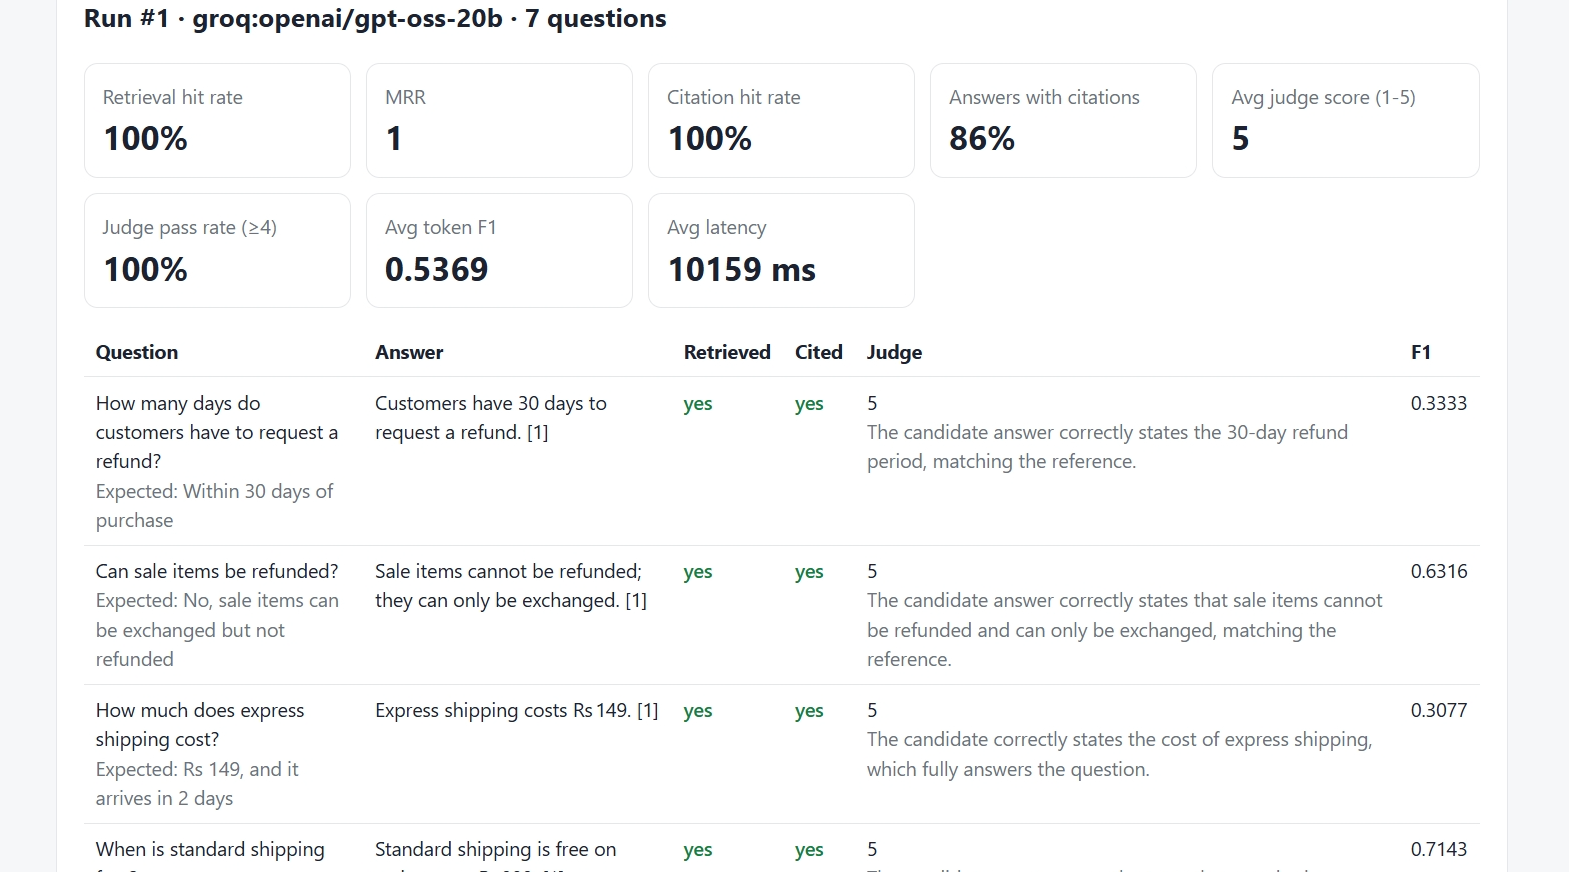 Run #1 · groq:openai/gpt-oss-20b · 7 questions
Retrieval hit rate
100%
MRR
1
Citation hit rate
100%
Answers with citations
86%
Avg judge score (1-5)
5
Judge pass rate (≥4)
100%
Avg token F1
0.5369
Avg latency
10159 ms
Question Answer Retrieved Cited Judge F1
How many days do
customers have to request a
refund?
Expected: Within 30 days of
purchase
Customers have 30 days to
request a refund. [1]
yes
yes
5
The candidate answer correctly states the 30-day refund
period, matching the reference.
0.3333
Can sale items be refunded?
Expected: No, sale items can
be exchanged but not
refunded
Sale items cannot be refunded;
they can only be exchanged. [1]
yes
yes
5
The candidate answer correctly states that sale items cannot
be refunded and can only be exchanged, matching the
reference.
0.6316
How much does express
shipping cost?
Expected: Rs 149, and it
arrives in 2 days
Express shipping costs Rs 149. [1]
yes
yes
5
The candidate correctly states the cost of express shipping,
which fully answers the question.
0.3077
When is standard shipping
Standard shipping is free on
yes
yes
5
0.7143